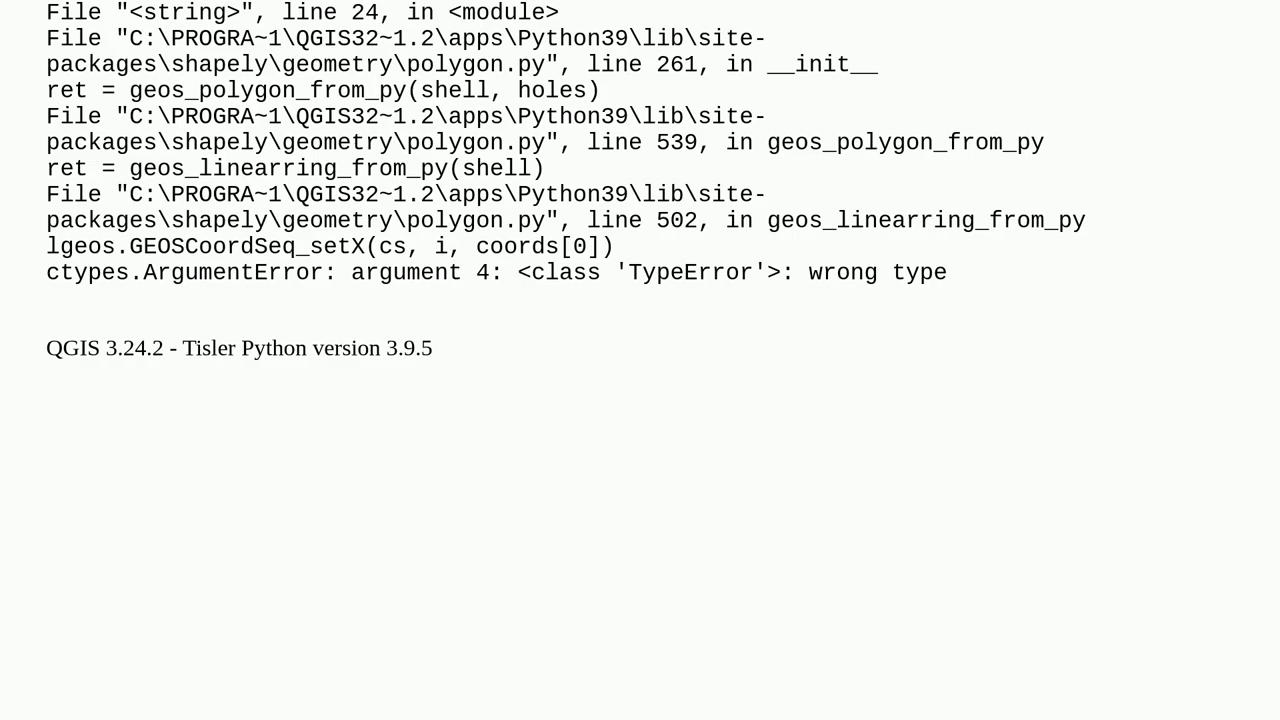 File "<string>", line 24, in <module>
File "C:\PROGRA~1\QGIS32~1.2\apps\Python39\lib\site-
packages\shapely\geometry\polygon.py", line 261, in __init__
ret = geos_polygon_from_py(shell, holes)
File "C:\PROGRA~1\QGIS32~1.2\apps\Python39\lib\site-
packages\shapely\geometry\polygon.py", line 539, in geos_polygon_from_py
ret = geos_linearring_from_py(shell)
File "C:\PROGRA~1\QGIS32~1.2\apps\Python39\lib\site-
packages\shapely\geometry\polygon.py", line 502, in geos_linearring_from_py
lgeos.GEOSCoordSeq_setX(cs, i, coords[0])
ctypes.ArgumentError: argument 4: <class 'TypeError'>: wrong type
QGIS 3.24.2 - Tisler Python version 3.9.5